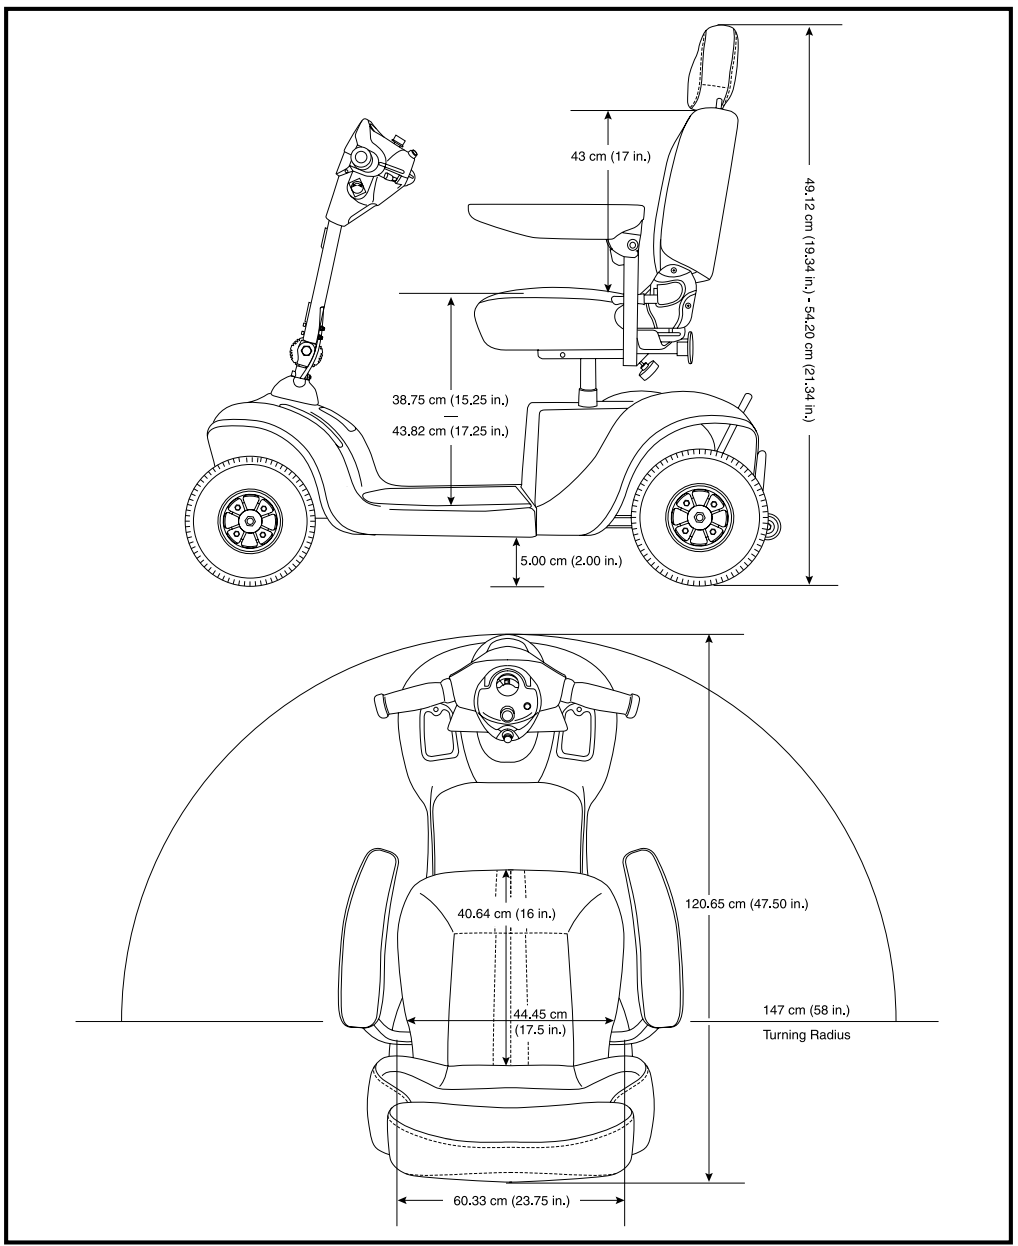 43 cm (17 in.)
49.12 cm (19.34 in.) - 54.20 cm (21.34 in.)
38.75 cm (15.25 in.)
—
43.82 cm (17.25 in.)
5.00 cm (2.00 in.)
120.65 cm (47.50 in.)
40.64 cm (16 in.)
44.45 cm
(17.5 in.)
147 cm (58 in.)
Turning Radius
60.33 cm (23.75 in.)